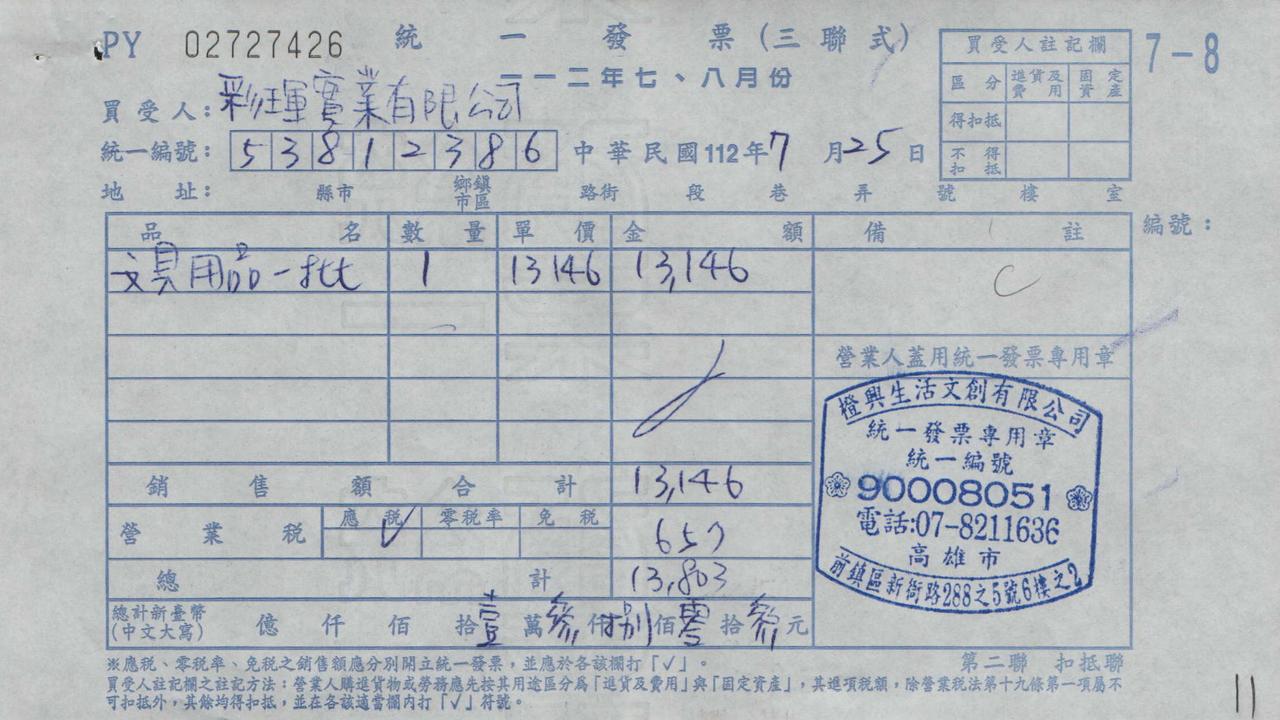 PY 02727426 統一發票(三聯式)
一一二年七、八月份
7-8
買受人：彩琿實業有限公司
統一編號：53812386 中華民國112年7月25日
地址： 縣市 鄉鎮市區 路街 段 巷 弄 號 樓 室
買受人註記欄
區分 進貨及費用 固定資產
得扣抵
不得扣抵
編號：
品名 數量 單價 金額 備註
文具用品一批 1 13146 13,146
營業人蓋用統一發票專用章
橙興生活文創有限公司
統一發票專用章
統一編號
90008051
電話:07-8211636
高雄市
前鎮區新衙路288之5號6樓之2
銷售額合計 13,146
營業稅 應稅 ✓ 零稅率 免稅 657
總計 13,803
總計新臺幣
(中文大寫) 億 仟 佰 拾 壹 萬 參 仟 捌 佰 零 拾 參 元
※應稅、零稅率、免稅之銷售額應分別開立統一發票，並應於各該欄打「✓」。
第二聯 扣抵聯
買受人註記欄之註記方法：營業人購進貨物或勞務應先按其用途區分為「進貨及費用」與「固定資產」，其進項稅額，除營業稅法第十九條第一項屬不
可扣抵外，其餘均得扣抵，並在各該適當欄內打「✓」符號。
11